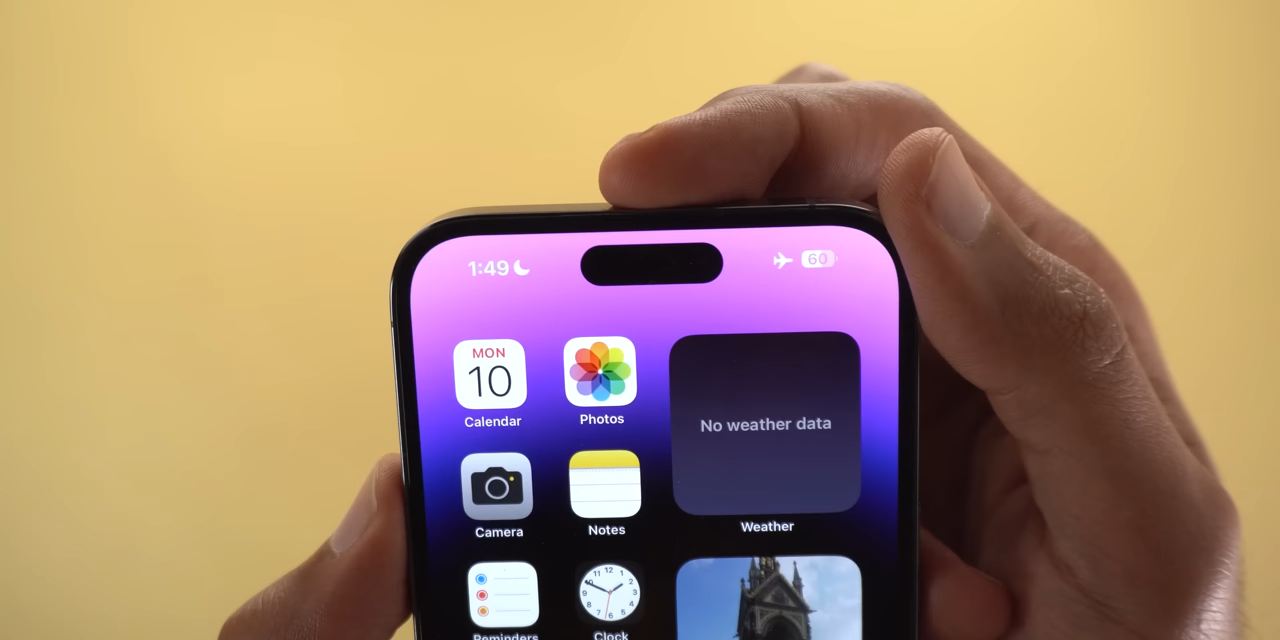 1:49
60
MON
10
Calendar
Photos
No weather data
Camera
Notes
Weather
Reminders
Clock